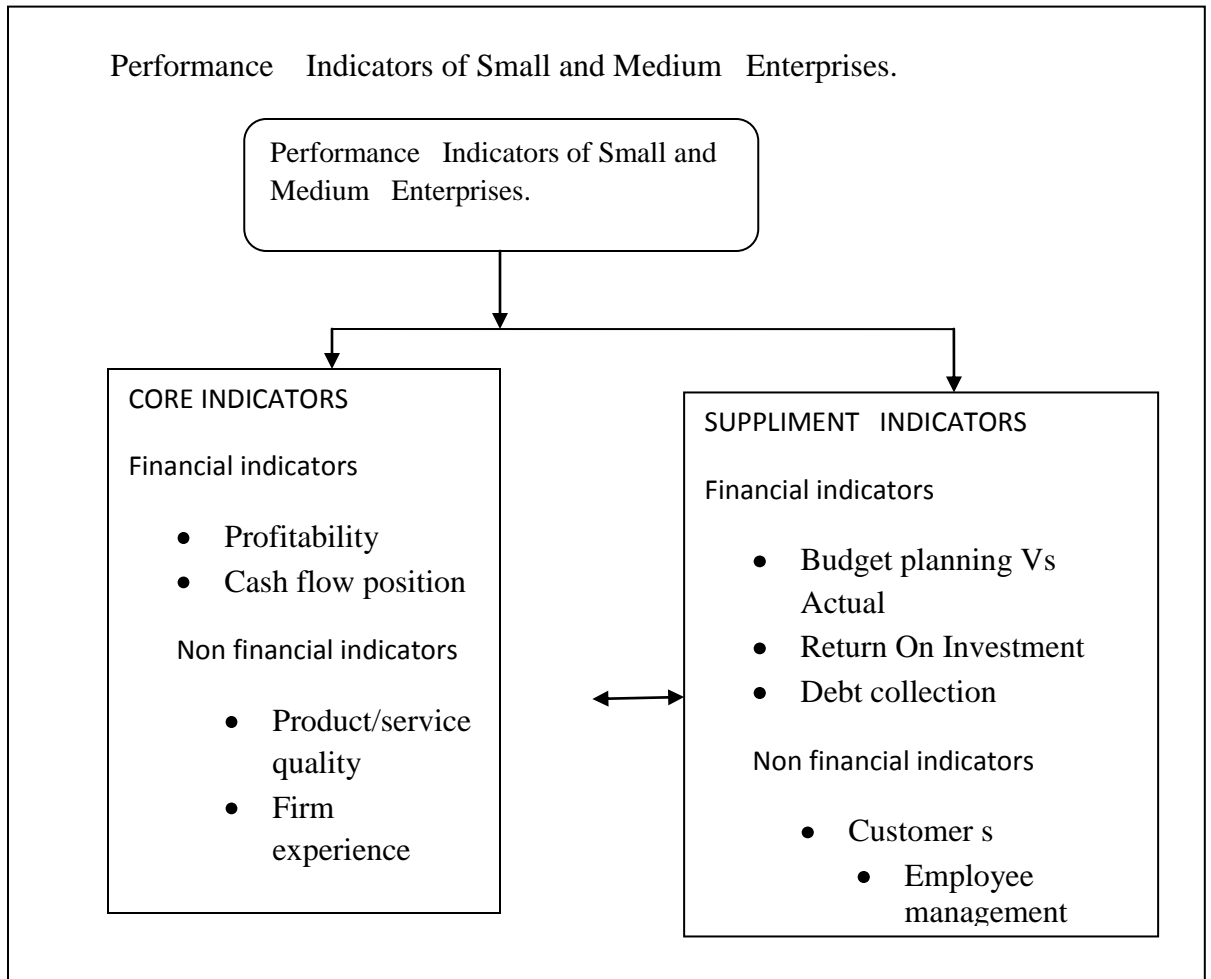 Performance Indicators of Small and Medium Enterprises.
Performance Indicators of Small and
Medium Enterprises.
CORE INDICATORS
Financial indicators
• Profitability
• Cash flow position
Non financial indicators
• Product/service
quality
• Firm
experience
SUPPLIMENT INDICATORS
Financial indicators
• Budget planning Vs
Actual
• Return On Investment
• Debt collection
Non financial indicators
• Customer s
• Employee
management